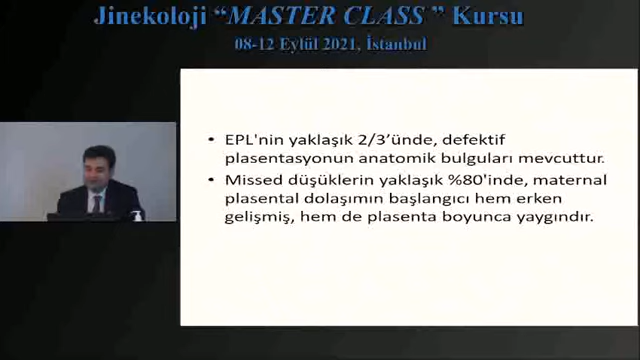 Jinekoloji “MASTER CLASS ” Kursu
08-12 Eylül 2021, İstanbul
• EPL'nin yaklaşık 2/3’ünde, defektif
plasentasyonun anatomik bulguları mevcuttur.
• Missed düşüklerin yaklaşık %80'inde, maternal
plasental dolaşımın başlangıcı hem erken
gelişmiş, hem de plasenta boyunca yaygındır.